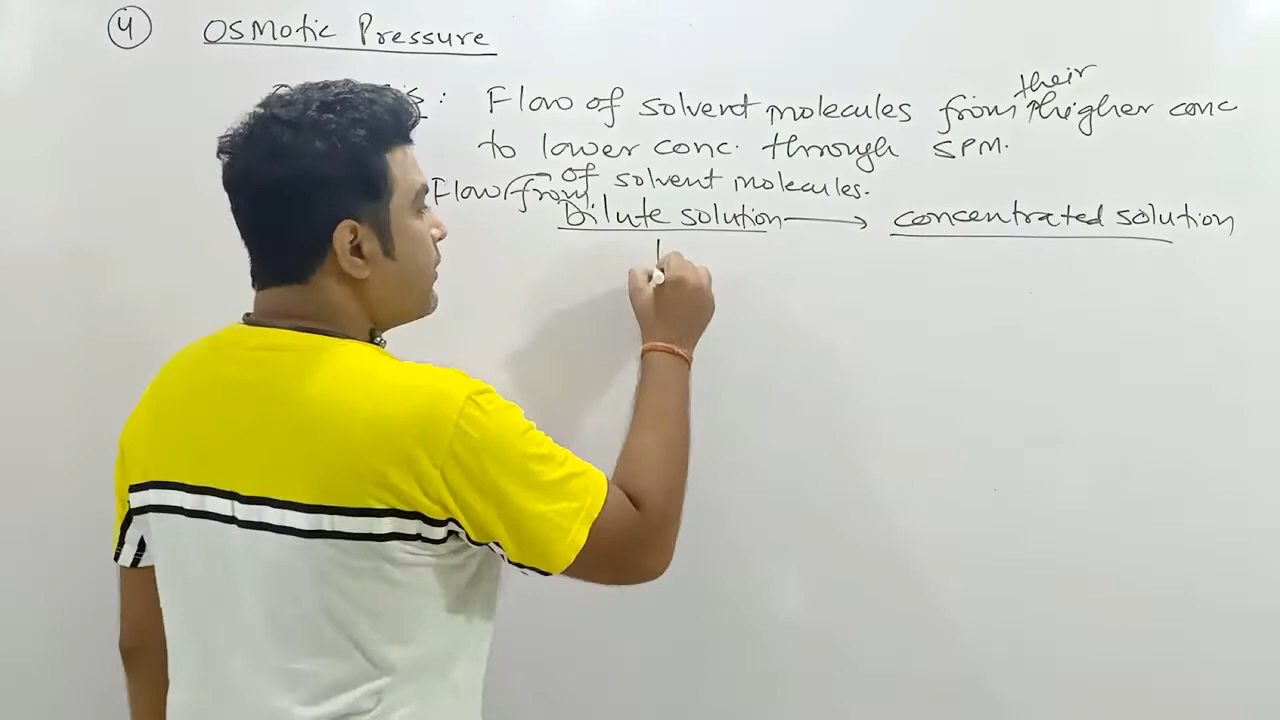 4 Osmotic Pressure
their
: Flow of solvent molecules from higher conc
to lower conc. through SPM.
Flow from of solvent molecules.
Dilute solution → concentrated solution